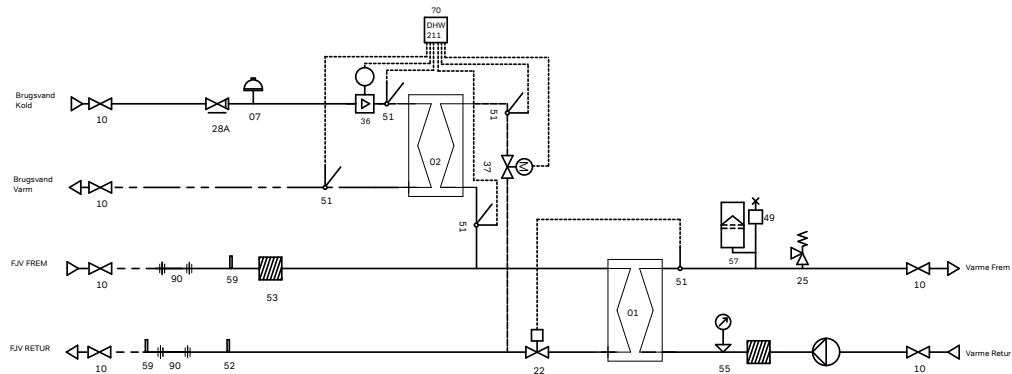 70
DHW
211
Brugsvand
Kold
10
28A
07
36
51
51
02
37
M
Brugsvand
Varm
10
51
51
FJV FREM
10
90
59
53
51
57
49
25
10
Varme Frem
01
FJV RETUR
10
59
90
52
22
55
10
Varme Retur